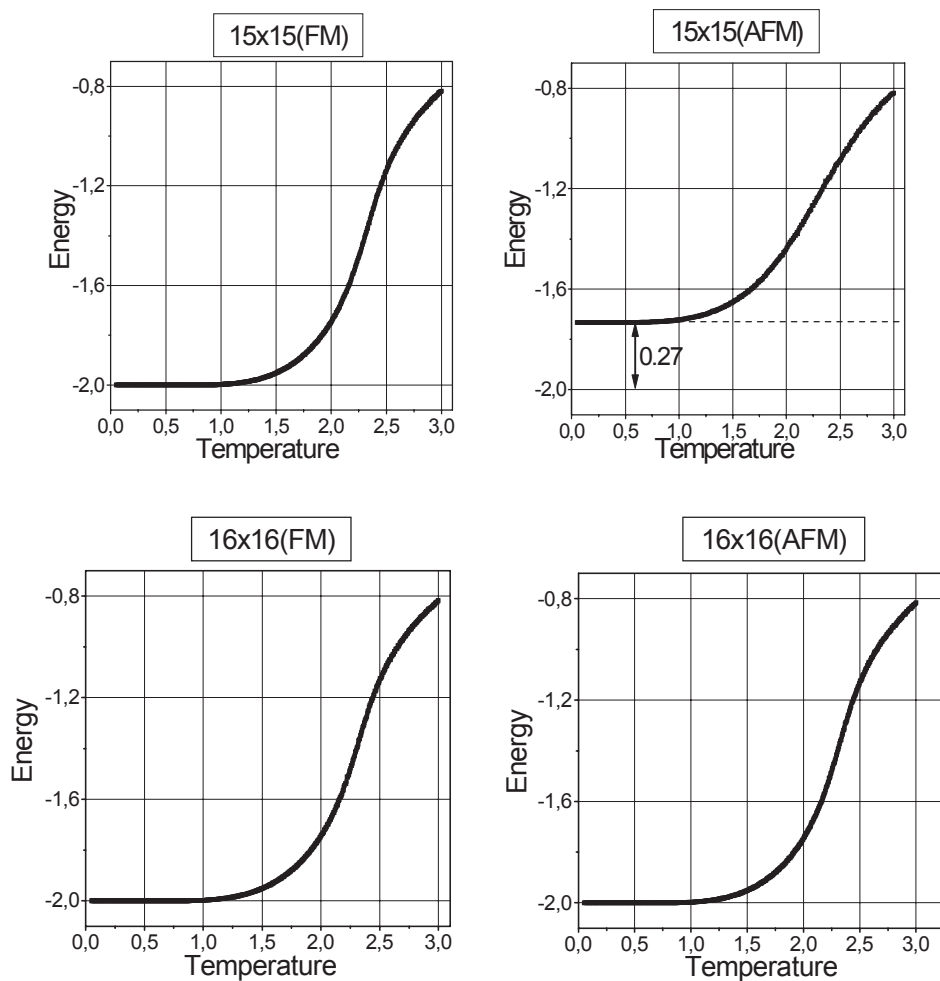 15x15(FM)
-0,8
-1,2
-1,6
-2,0
Energy
0,0 0,5 1,0 1,5 2,0 2,5 3,0
Temperature
15x15(AFM)
-0,8
-1,2
-1,6
-2,0
Energy
0.27
0,0 0,5 1,0 1,5 2,0 2,5 3,0
Temperature
16x16(FM)
-0,8
-1,2
-1,6
-2,0
Energy
0,0 0,5 1,0 1,5 2,0 2,5 3,0
Temperature
16x16(AFM)
-0,8
-1,2
-1,6
-2,0
Energy
0,0 0,5 1,0 1,5 2,0 2,5 3,0
Temperature